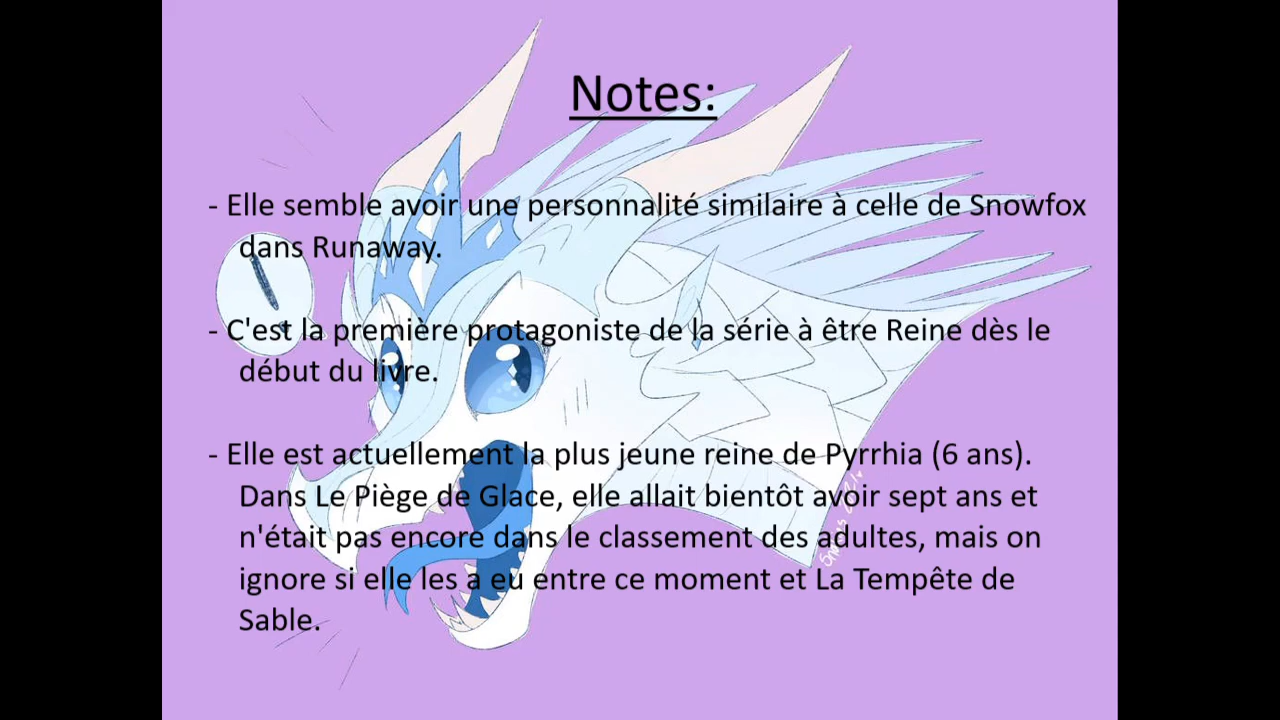 Notes:
- Elle semble avoir une personnalité similaire à celle de Snowfox
dans Runaway.
- C'est la première protagoniste de la série à être Reine dès le
début du livre.
- Elle est actuellement la plus jeune reine de Pyrrhia (6 ans).
Dans Le Piège de Glace, elle allait bientôt avoir sept ans et
n'était pas encore dans le classement des adultes, mais on
ignore si elle les a eu entre ce moment et La Tempête de
Sable.